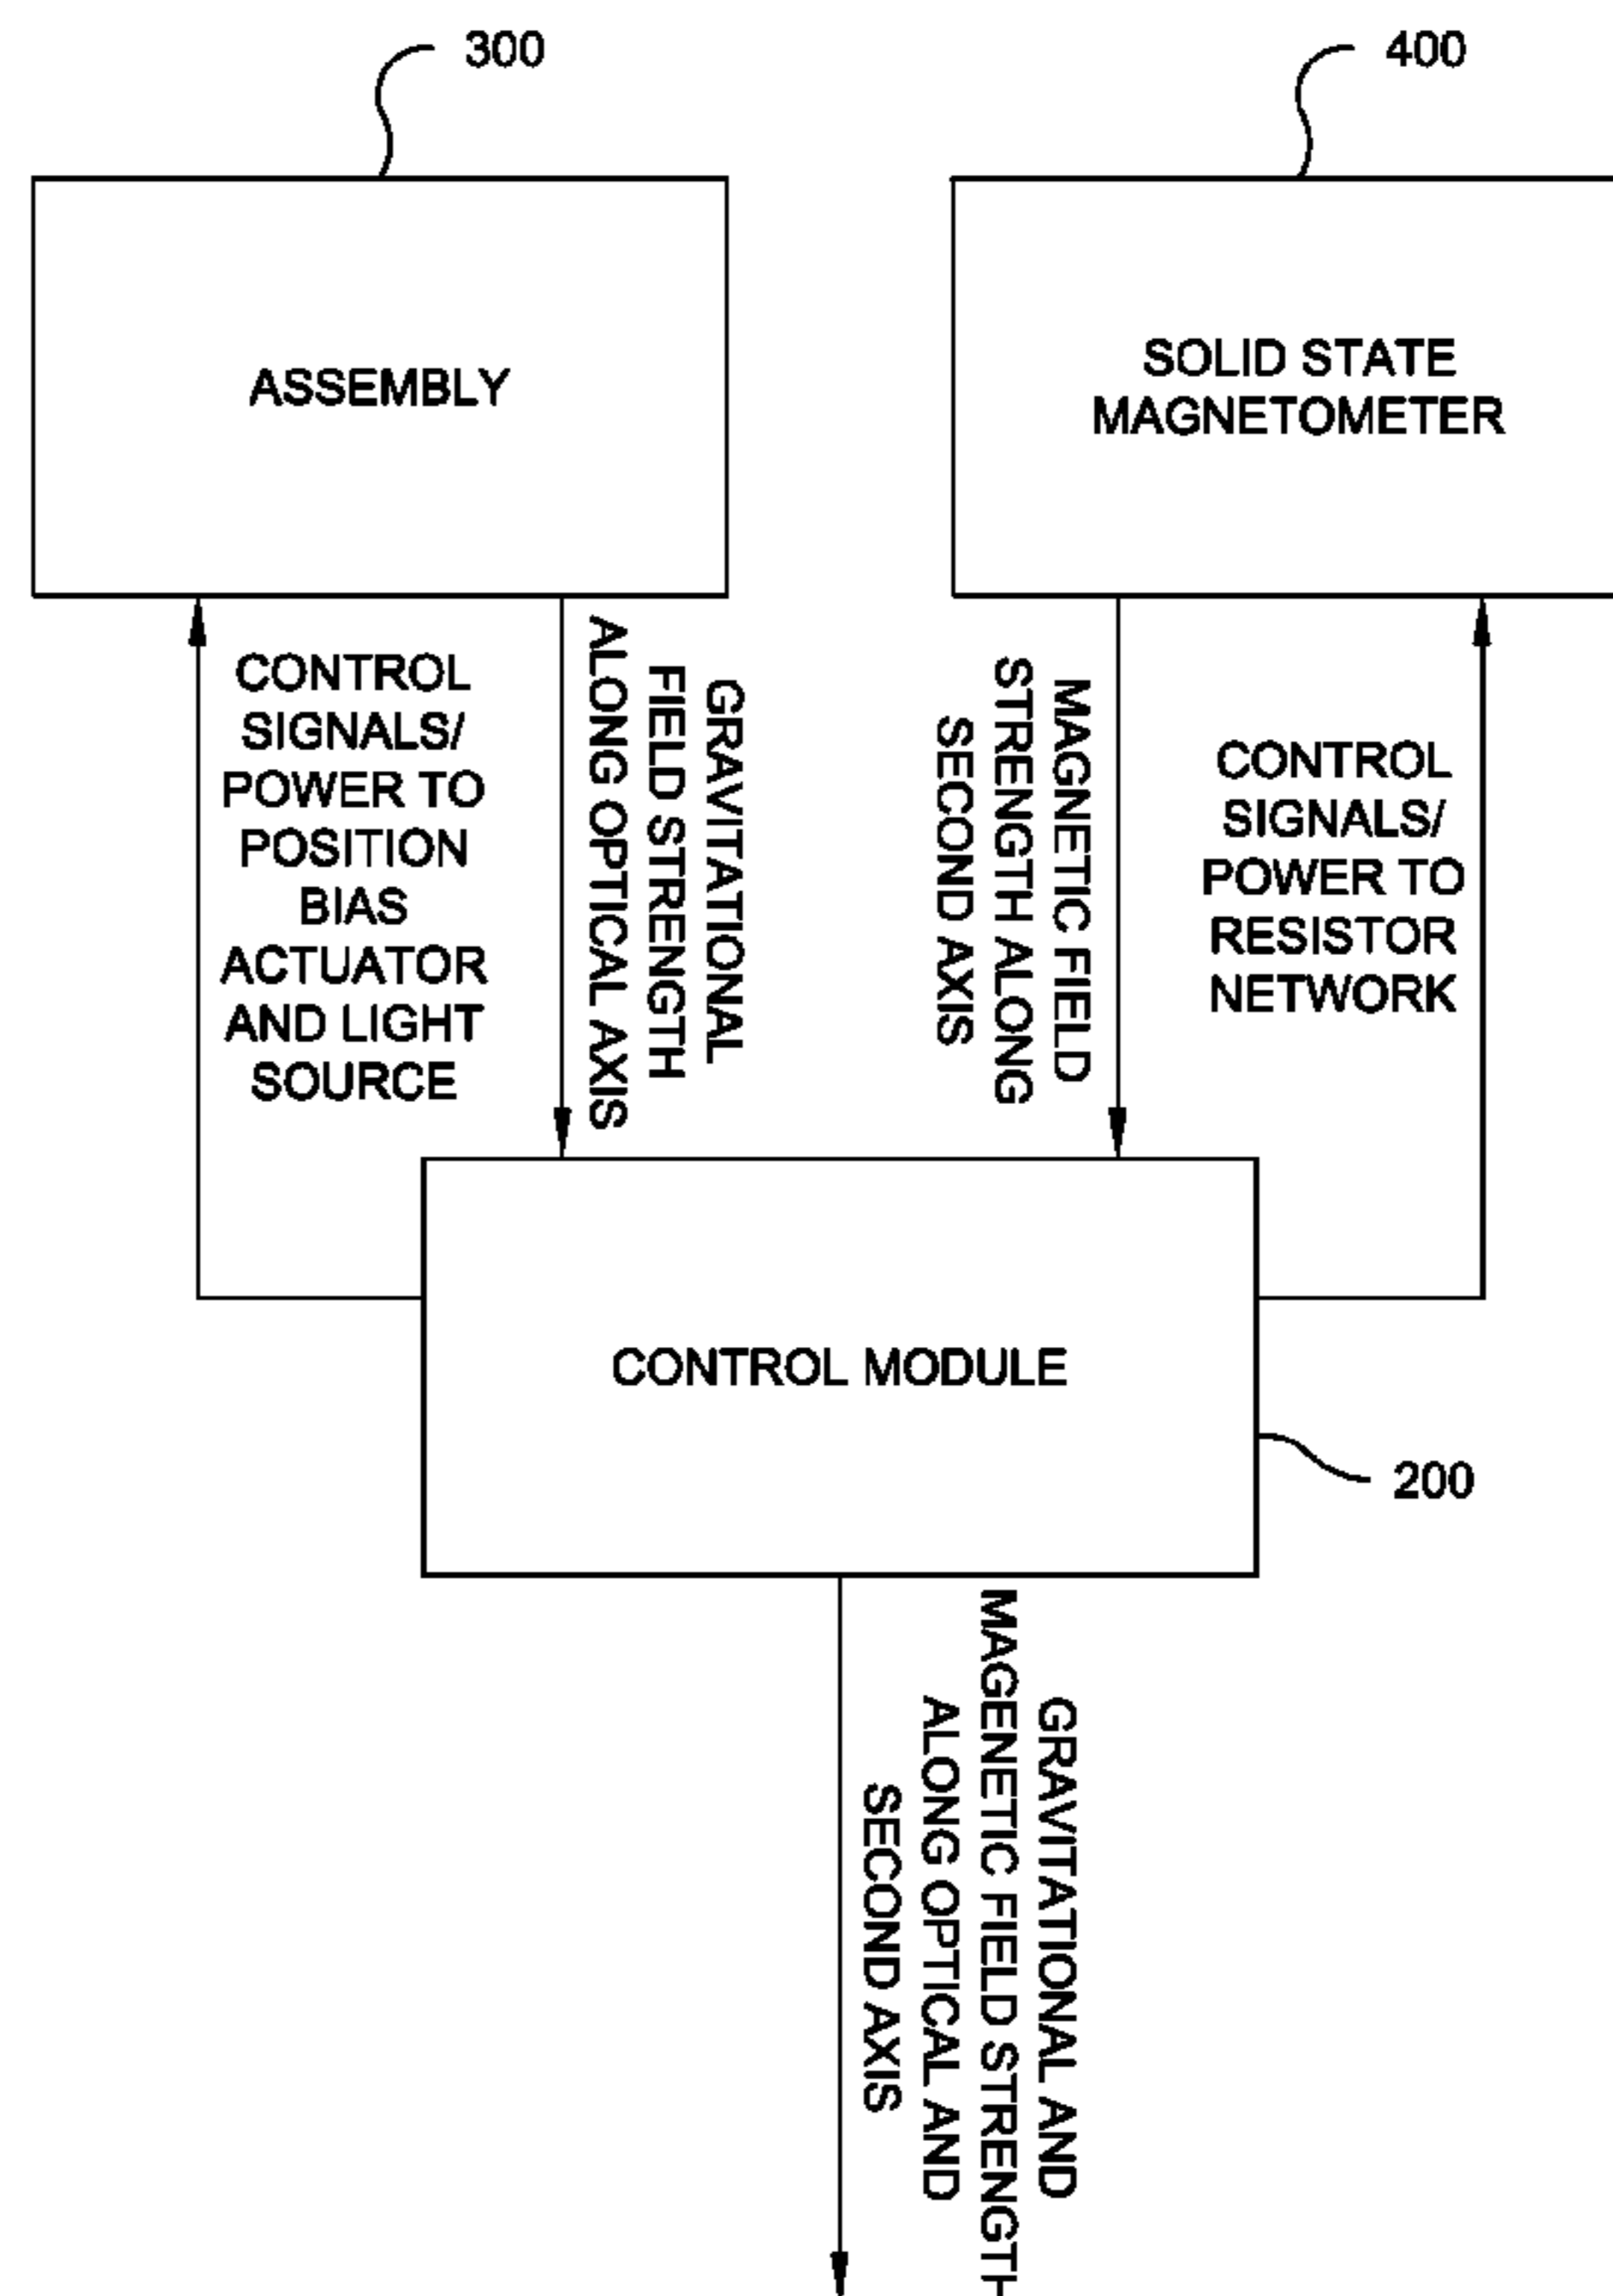 300
400
ASSEMBLY
SOLID STATE
MAGNETOMETER
CONTROL
SIGNALS/
POWER TO
POSITION
BIAS
ACTUATOR
AND LIGHT
SOURCE
GRAVITATIONAL
FIELD STRENGTH
ALONG OPTICAL AXIS
MAGNETIC FIELD
STRENGTH ALONG
SECOND AXIS
CONTROL
SIGNALS/
POWER TO
RESISTOR
NETWORK
CONTROL MODULE
200
GRAVITATIONAL AND
MAGENETIC FIELD STRENGTH
ALONG OPTICAL AND
SECOND AXIS